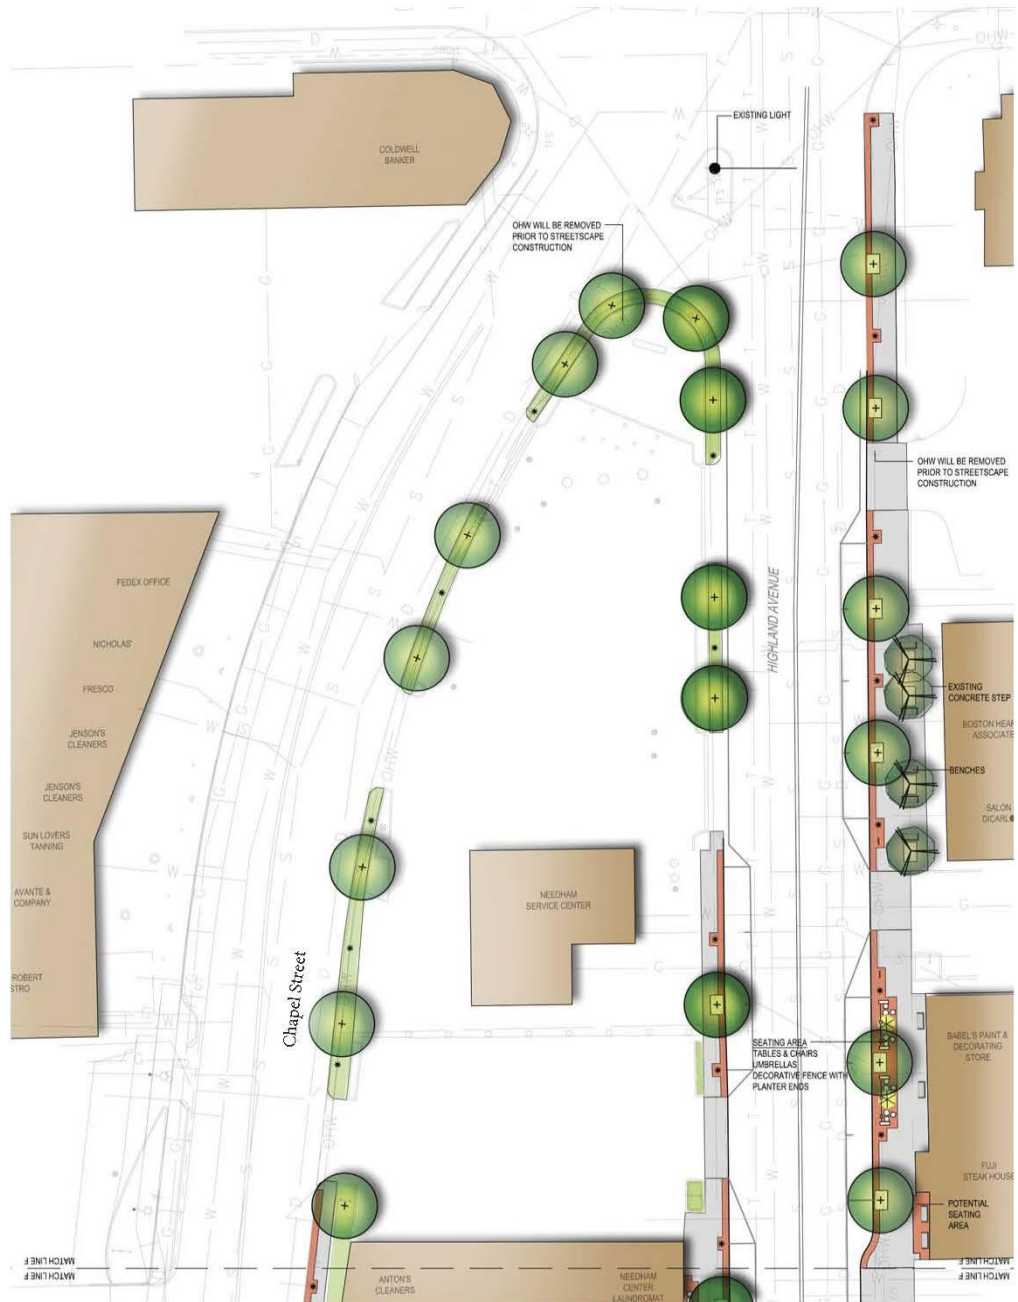 EXISTING LIGHT
COLDWELL
BANKER
OHW WILL BE REMOVED
PRIOR TO STREETSCAPE
CONSTRUCTION
OHW WILL BE REMOVED
PRIOR TO STREETSCAPE
CONSTRUCTION
HIGHLAND AVENUE
FEDEX OFFICE
NICHOLAS'
FRESCO
JENSON'S
CLEANERS
JENSON'S
CLEANERS
SUN LOVERS
TANNING
AVANTE &
COMPANY
ROBERT
STRO
EXISTING
CONCRETE STEP
BOSTON HEAR
ASSOCIATE
BENCHES
SALON
DICARLO
NEEDHAM
SERVICE CENTER
Chapel Street
SEATING AREA
TABLES & CHAIRS
UMBRELLAS
DECORATIVE FENCE WITH
PLANTER ENDS
BABEL'S PAINT &
DECORATING
STORE
FUJI
STEAK HOUSE
POTENTIAL
SEATING
AREA
MATCH LINE F
MATCH LINE F
MATCH LINE F
MATCH LINE F
ANTON'S
CLEANERS
NEEDHAM
CENTER
LAUNDROMAT